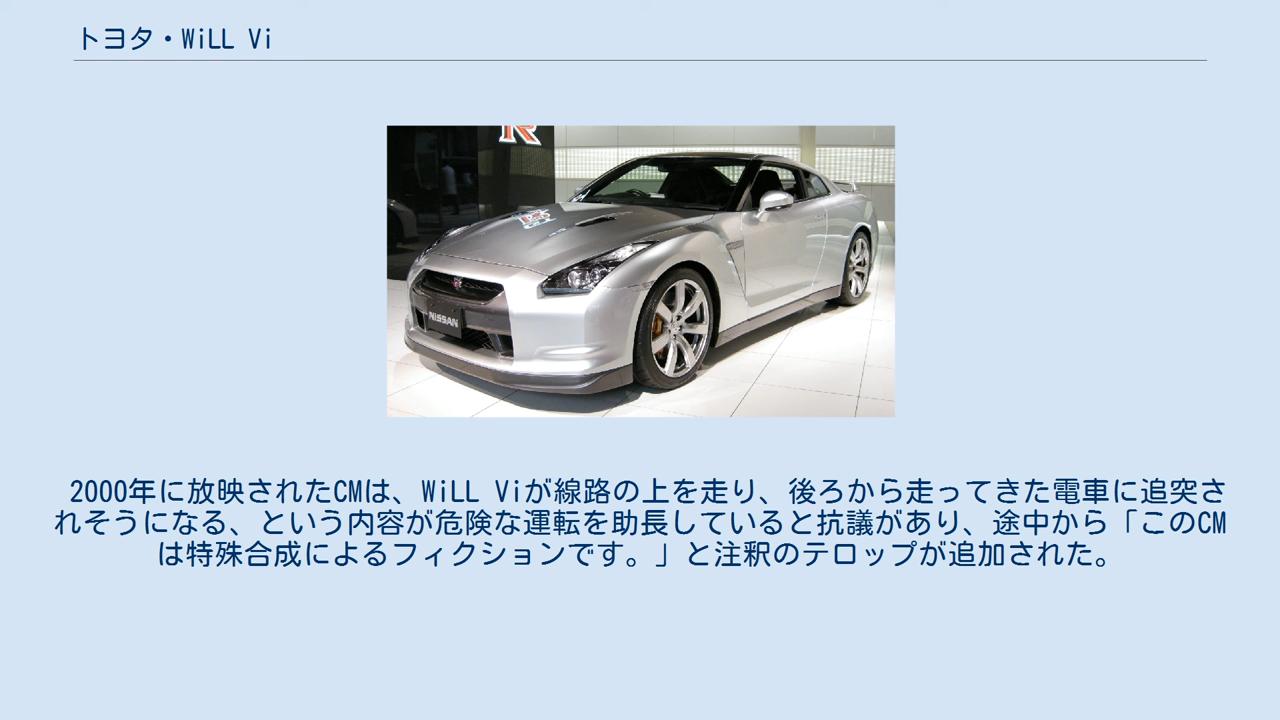 トヨタ・WiLL Vi
R
NISSAN
2000年に放映されたCMは、WiLL Viが線路の上を走り、後ろから走ってきた電車に追突さ
れそうになる、という内容が危険な運転を助長していると抗議があり、途中から「このCM
は特殊合成によるフィクションです。」と注釈のテロップが追加された。